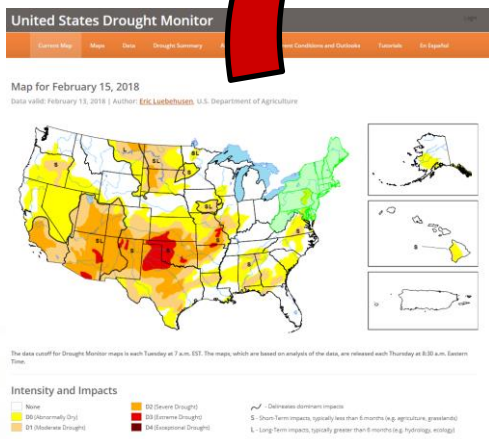 United States Drought Monitor
Current Map Maps Data Drought Summary A ent Conditions and Outlooks Tutorials En Español
Map for February 15, 2018
Data valid: February 13, 2018 | Author: Eric Luebehusen, U.S. Department of Agriculture
L
SL
SL
S
S
SL
SL
S
S
L
S
S
S
S
The data cutoff for Drought Monitor maps is each Tuesday at 7 a.m. EST. The maps, which are based on analysis of the data, are released each Thursday at 8:30 a.m. Eastern
Time.
Intensity and Impacts
None
D0 (Abnormally Dry)
D1 (Moderate Drought)
D2 (Severe Drought)
D3 (Extreme Drought)
D4 (Exceptional Drought)
- Delineates dominant impacts
S - Short-Term impacts, typically less than 6 months (e.g. agriculture, grasslands)
L - Long-Term impacts, typically greater than 6 months (e.g. hydrology, ecology)